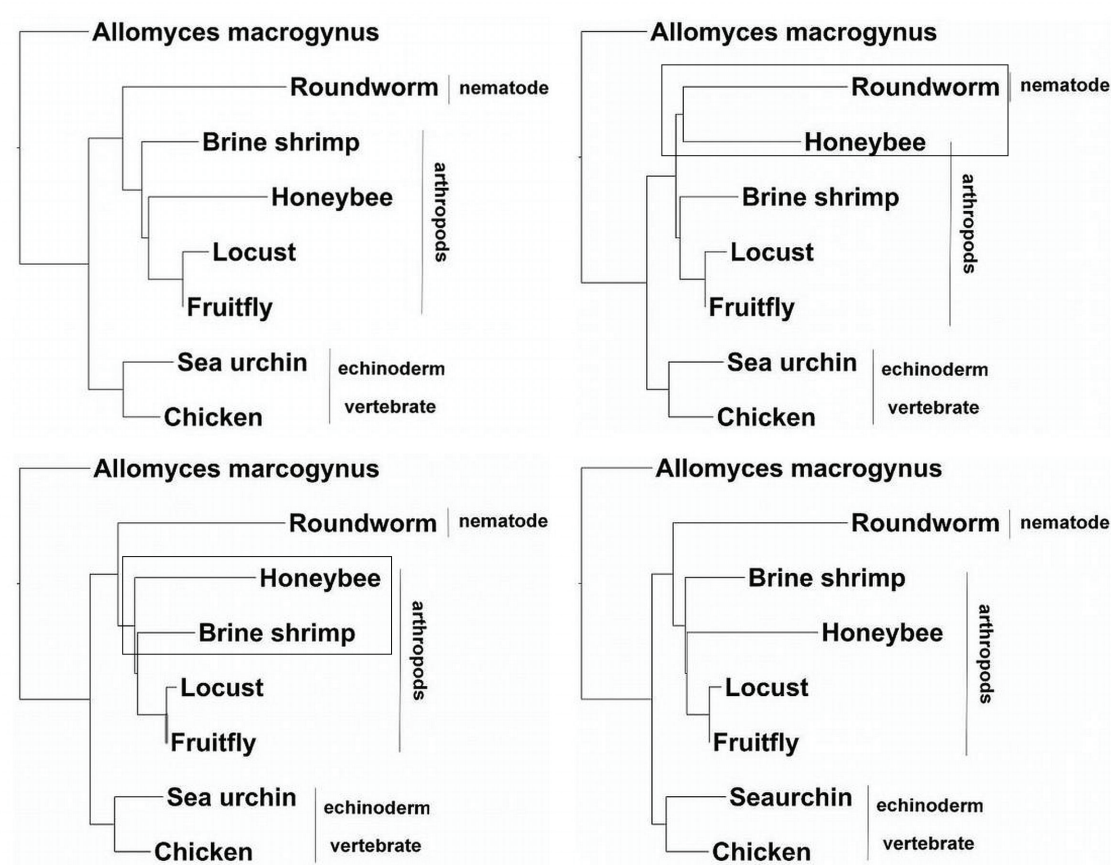 Allomyces macrogynus
Roundworm nematode
Brine shrimp
Honeybee
arthropods
Locust
Fruitfly
Sea urchin
echinoderm
vertebrate
Chicken
Allomyces macrogynus
Roundworm nematode
Honeybee
Brine shrimp
arthropods
Locust
Fruitfly
Sea urchin
echinoderm
vertebrate
Chicken
Allomyces marcogynus
Roundworm nematode
Honeybee
Brine shrimp
arthropods
Locust
Fruitfly
Sea urchin
echinoderm
vertebrate
Chicken
Allomyces macrogynus
Roundworm nematode
Brine shrimp
Honeybee
arthropods
Locust
Fruitfly
Seaurchin
echinoderm
vertebrate
Chicken